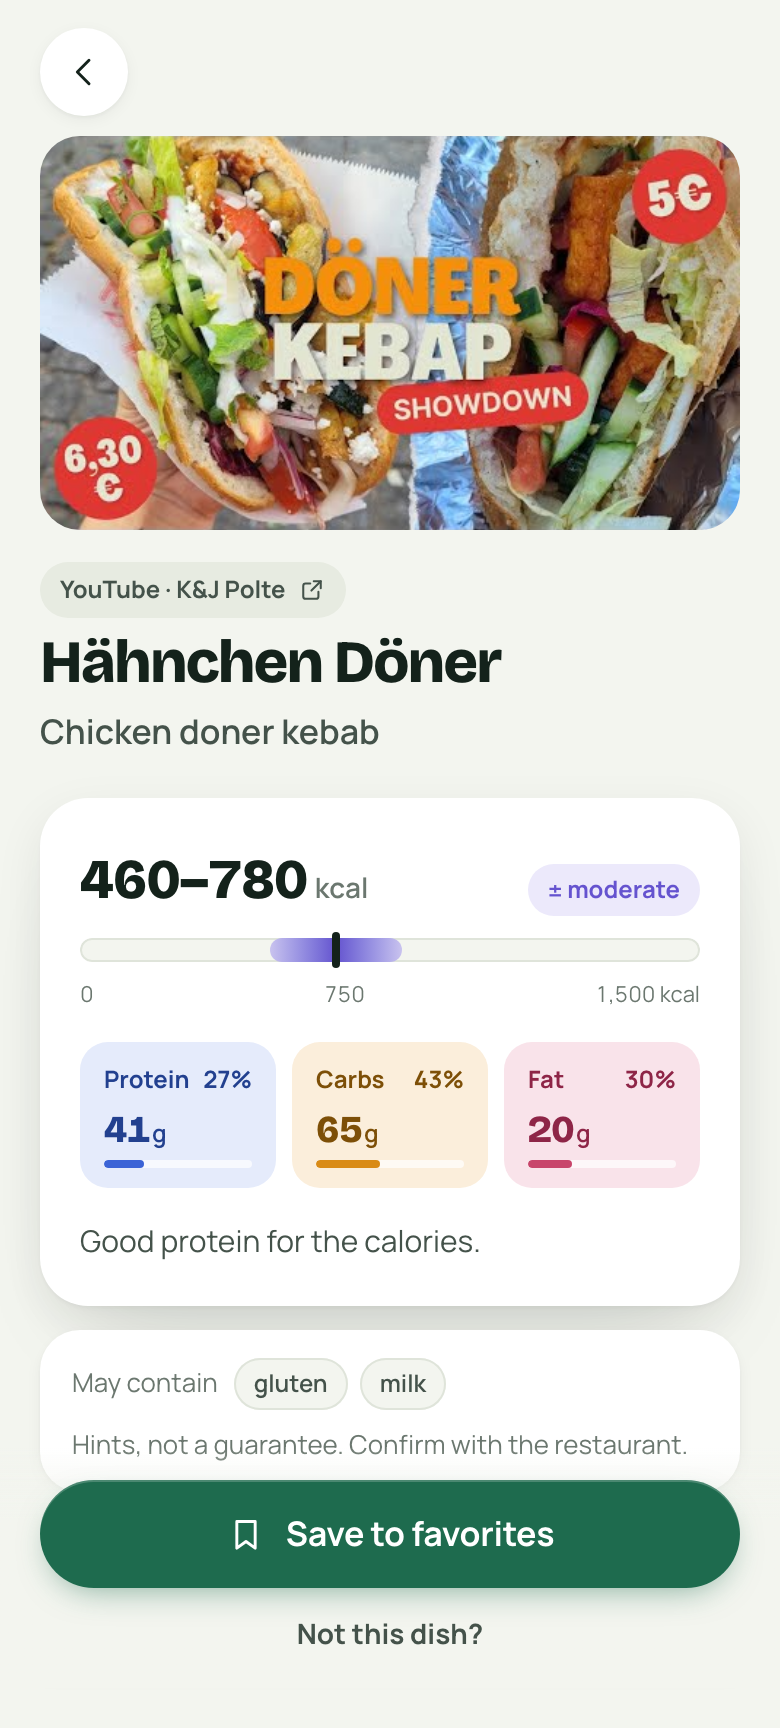 5€
DÖNER
KEBAP
SHOWDOWN
6,30
€
YouTube · K&J Polte
Hähnchen Döner
Chicken doner kebab
460–780 kcal
± moderate
0 750 1,500 kcal
Protein 27%
41g
Carbs 43%
65g
Fat 30%
20g
Good protein for the calories.
May contain gluten milk
Hints, not a guarantee. Confirm with the restaurant.
Save to favorites
Not this dish?